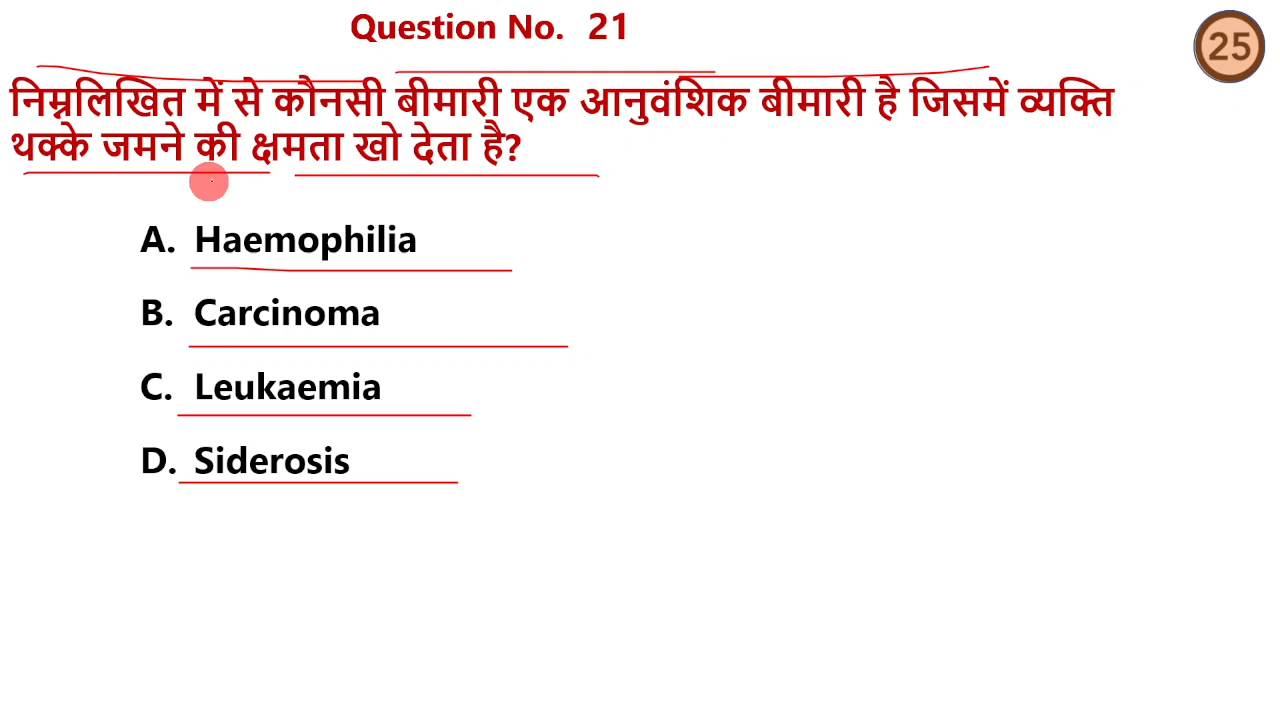 Question No. 21
25
निम्नलिखित में से कौनसी बीमारी एक आनुवंशिक बीमारी है जिसमें व्यक्ति
थक्के जमने की क्षमता खो देता है?
A. Haemophilia
B. Carcinoma
C. Leukaemia
D. Siderosis